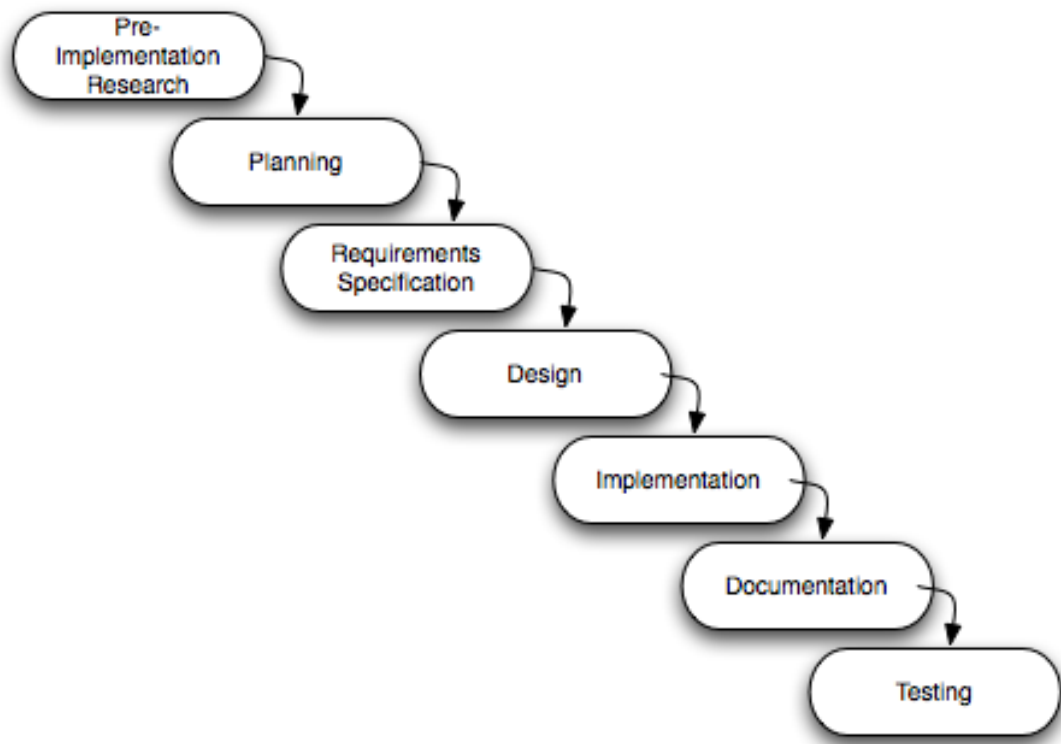 Pre-
Implementation
Research
Planning
Requirements
Specification
Design
Implementation
Documentation
Testing